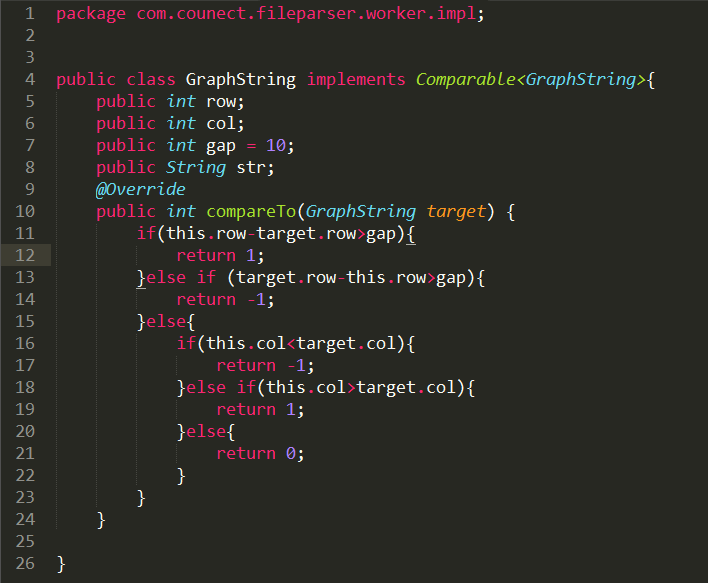 1 package com.counect.fileparser.worker.impl;
2
3
4 public class GraphString implements Comparable<GraphString>{
5     public int row;
6     public int col;
7     public int gap = 10;
8     public String str;
9     @Override
10     public int compareTo(GraphString target) {
11         if(this.row-target.row>gap){
12             return 1;
13         }else if (target.row-this.row>gap){
14             return -1;
15         }else{
16             if(this.col<target.col){
17                 return -1;
18             }else if(this.col>target.col){
19                 return 1;
20             }else{
21                 return 0;
22             }
23         }
24     }
25
26 }